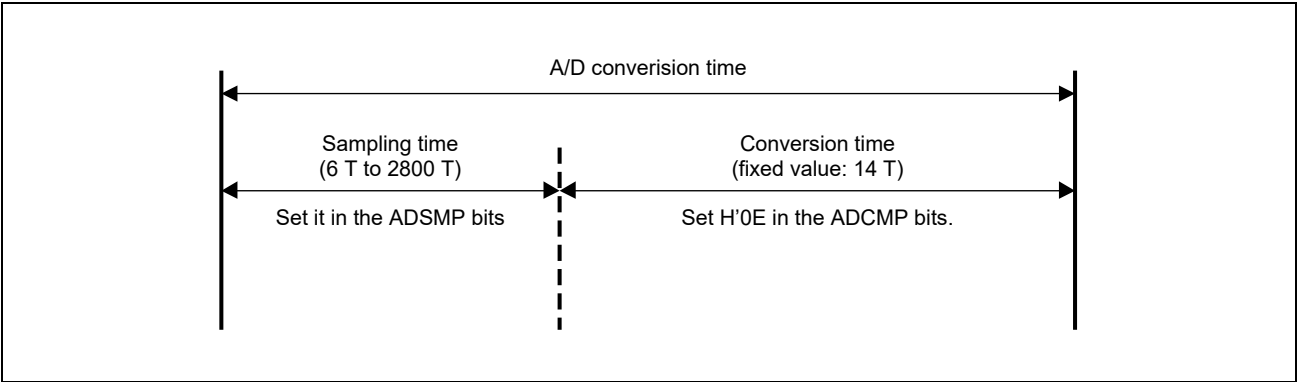 A/D converision time
Sampling time
(6 T to 2800 T)
Conversion time
(fixed value: 14 T)
Set it in the ADSMP bits
Set H’0E in the ADCMP bits.